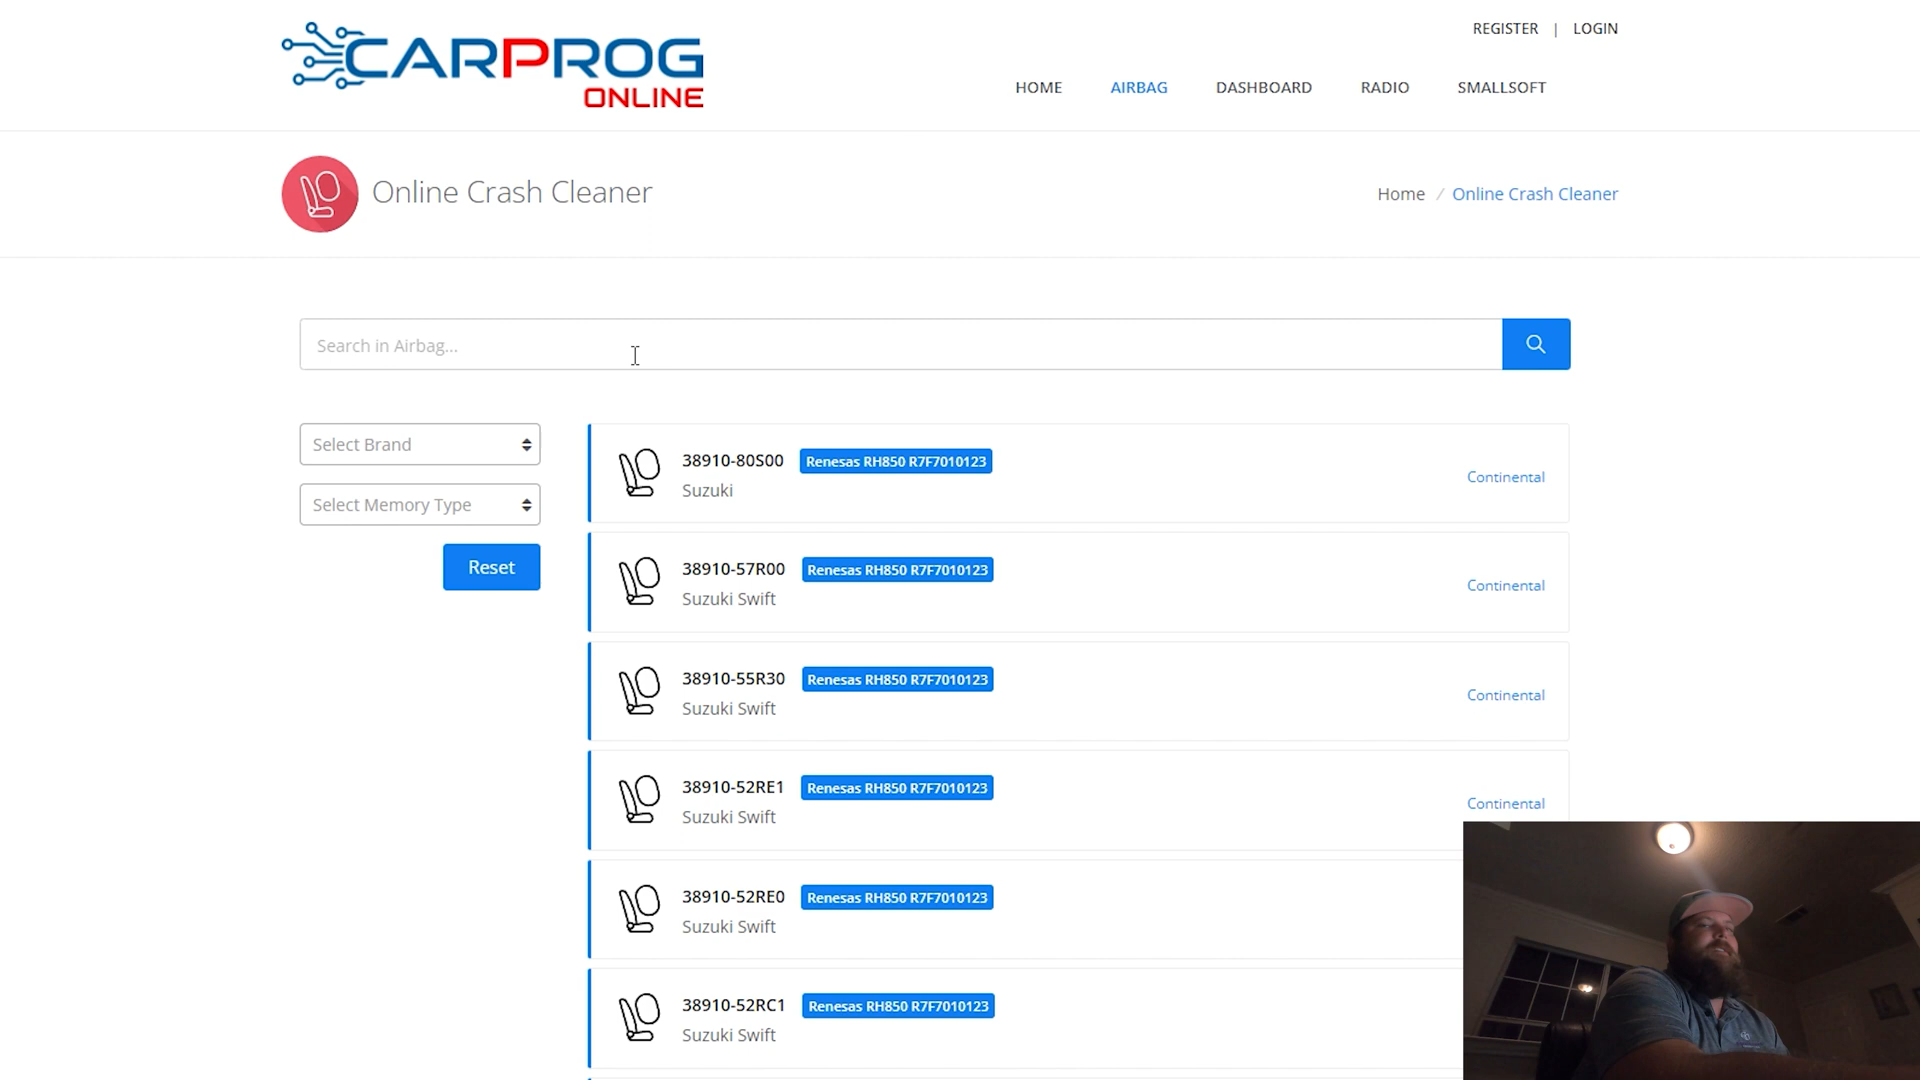 CARPROG
ONLINE
REGISTER | LOGIN
HOME AIRBAG DASHBOARD RADIO SMALLSOFT
Online Crash Cleaner
Home / Online Crash Cleaner
Search in Airbag...
Select Brand
Select Memory Type
Reset
38910-80S00 Renesas RH850 R7F7010123
Suzuki
Continental
38910-57R00 Renesas RH850 R7F7010123
Suzuki Swift
Continental
38910-55R30 Renesas RH850 R7F7010123
Suzuki Swift
Continental
38910-52RE1 Renesas RH850 R7F7010123
Suzuki Swift
Continental
38910-52RE0 Renesas RH850 R7F7010123
Suzuki Swift
38910-52RC1 Renesas RH850 R7F7010123
Suzuki Swift